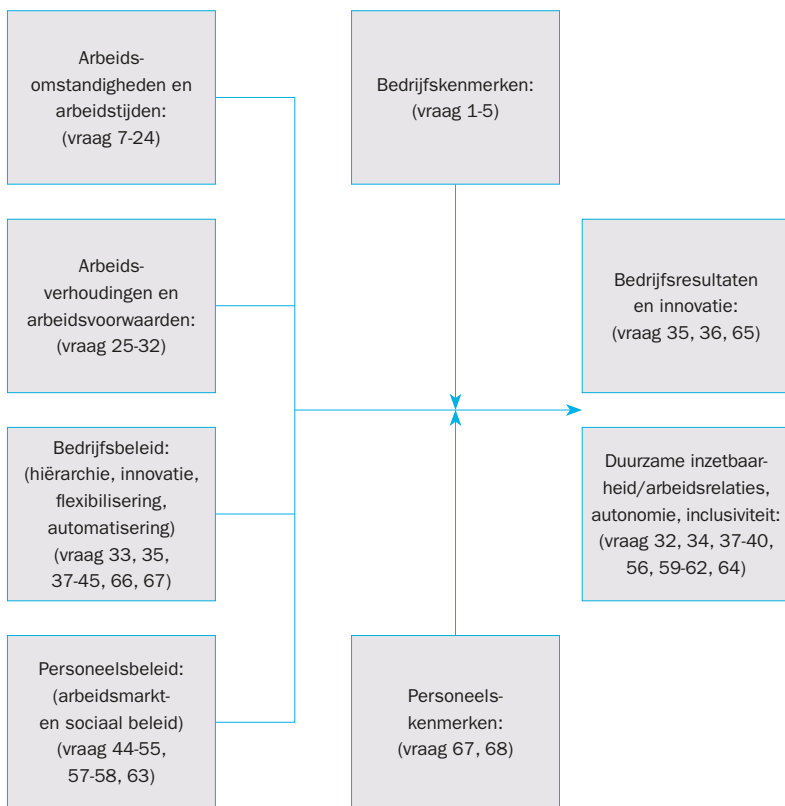 Arbeids-
omstandigheden en
arbeidstijden:
(vraag 7-24)
Bedrijfskenmerken:
(vraag 1-5)
Arbeids-
verhoudingen en
arbeidsvoorwaarden:
(vraag 25-32)
Bedrijfsresultaten
en innovatie:
(vraag 35, 36, 65)
Bedrijfsbeleid:
(hiërarchie, innovatie,
flexibilisering,
automatisering)
(vraag 33, 35,
37-45, 66, 67)
Duurzame inzetbaar-
heid/arbeidsrelaties,
autonomie, inclusiviteit:
(vraag 32, 34, 37-40,
56, 59-62, 64)
Personeelsbeleid:
(arbeidsmarkt-
en sociaal beleid)
(vraag 44-55,
57-58, 63)
Personeels-
kenmerken:
(vraag 67, 68)